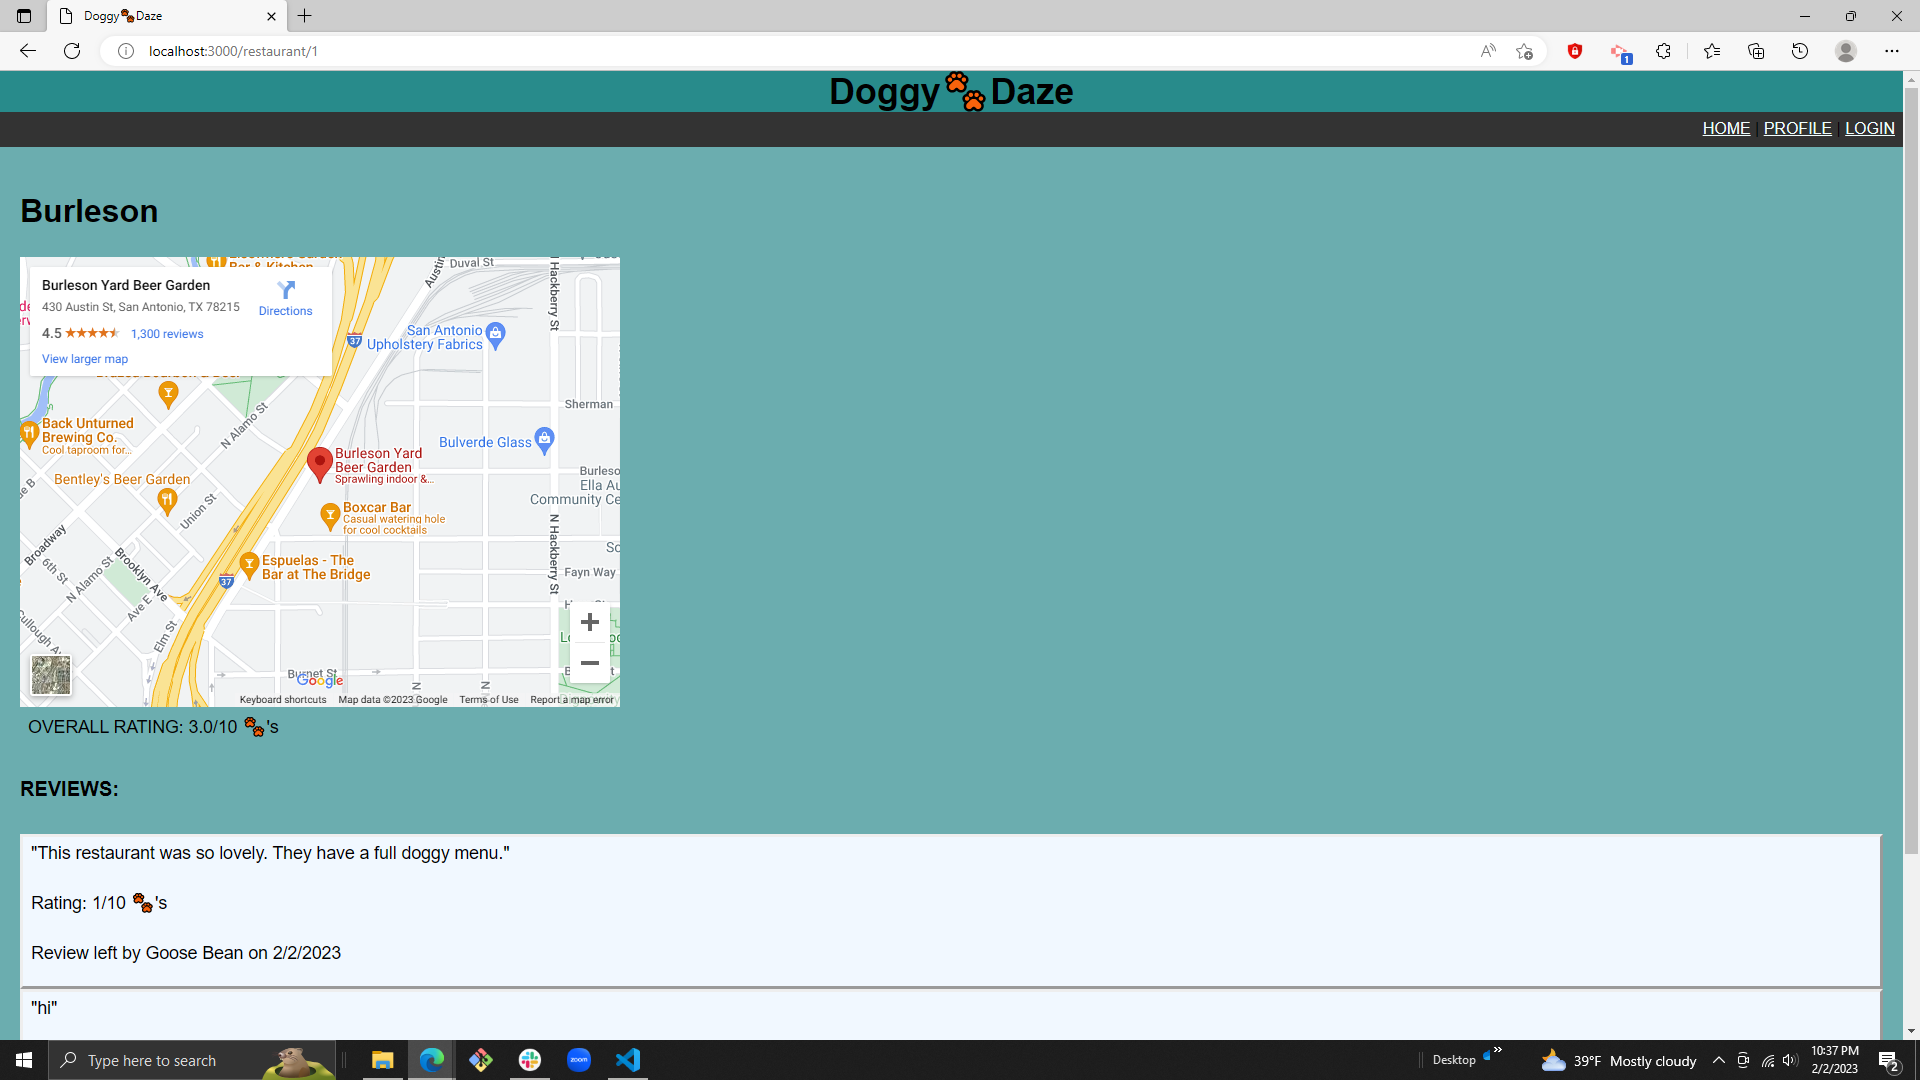 Doggy🐾Daze
localhost:3000/restaurant/1
1
Doggy🐾Daze
HOME | PROFILE | LOGIN
Burleson
Burleson Yard Beer Garden
430 Austin St, San Antonio, TX 78215
4.5 ★★★★★ 1,300 reviews
View larger map
Directions
Bar & Kitchen
Duval St
Austin
N Hackberry St
37
San Antonio
Upholstery Fabrics
Sherman
N Alamo St
Back Unturned
Brewing Co.
Cool taproom for...
Bulverde Glass
Burleson Yard
Beer Garden
Sprawling indoor &...
Burleso
Ella Au
Community Ce
Bentley's Beer Garden
Union St
Boxcar Bar
Casual watering hole
for cool cocktails
Broadway
6th St
N Alamo St
Brooklyn Ave
Ave E
Elm St
37
Espuelas - The
Bar at The Bridge
N Hackberry St
Fayn Way
Burnet St
Google
Keyboard shortcuts
Map data ©2023 Google
Terms of Use
Report a map error
OVERALL RATING: 3.0/10 🐾's
REVIEWS:
"This restaurant was so lovely. They have a full doggy menu."
Rating: 1/10 🐾's
Review left by Goose Bean on 2/2/2023
"hi"
Type here to search
zoom
Desktop
39°F Mostly cloudy
10:37 PM
2/2/2023
2